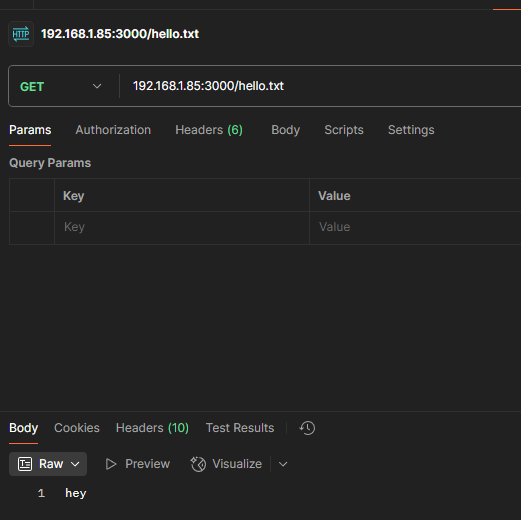 HTTP 192.168.1.85:3000/hello.txt
GET 192.168.1.85:3000/hello.txt
Params Authorization Headers (6) Body Scripts Settings
Query Params
Key Value
Key Value
Body Cookies Headers (10) Test Results
Raw Preview Visualize
1 hey